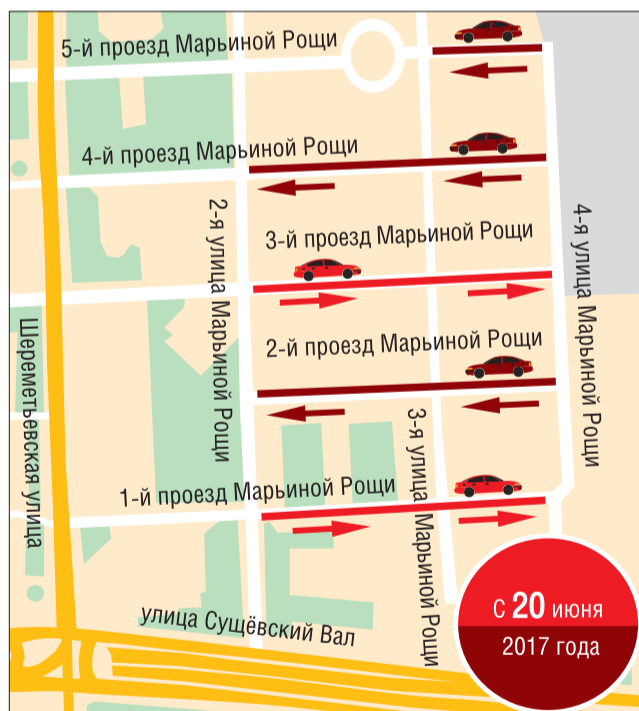 5-й проезд Марьиной Рощи
4-й проезд Марьиной Рощи
3-й проезд Марьиной Рощи
2-я улица Марьиной Рощи
4-я улица Марьиной Рощи
Шереметьевская улица
2-й проезд Марьиной Рощи
3-я улица Марьиной Рощи
1-й проезд Марьиной Рощи
улица Сущёвский Вал
С 20 июня
2017 года